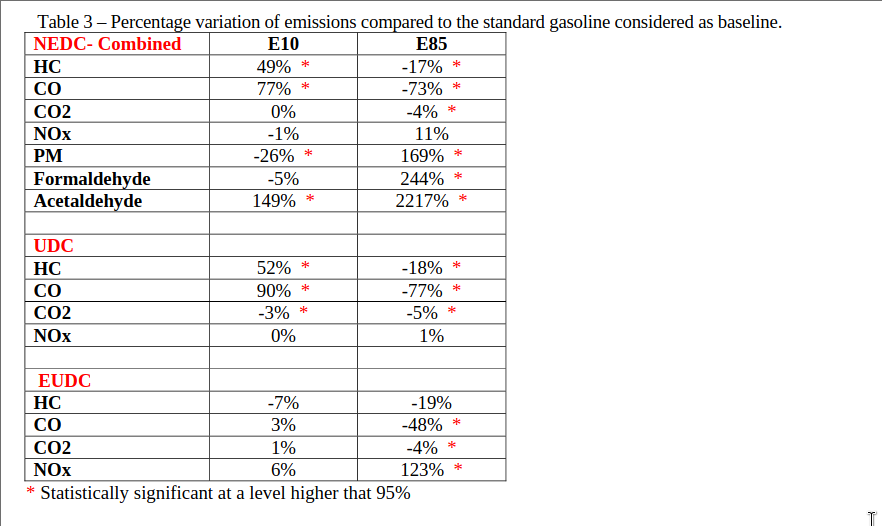 Table 3 – Percentage variation of emissions compared to the standard gasoline considered as baseline.
NEDC- Combined E10 E85
HC 49% * -17% *
CO 77% * -73% *
CO2 0% -4% *
NOx -1% 11%
PM -26% * 169% *
Formaldehyde -5% 244% *
Acetaldehyde 149% * 2217% *
UDC
HC 52% * -18% *
CO 90% * -77% *
CO2 -3% * -5% *
NOx 0% 1%
EUDC
HC -7% -19%
CO 3% -48% *
CO2 1% -4% *
NOx 6% 123% *
* Statistically significant at a level higher that 95%